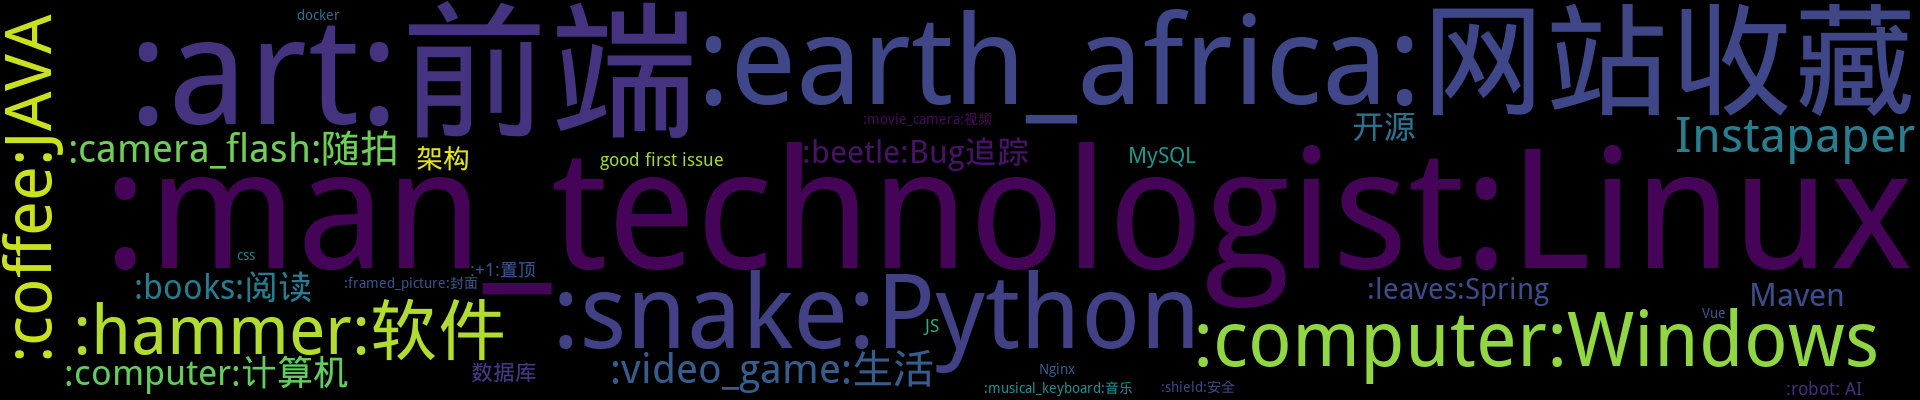 :coffee:JAVA
docker
:art:前端
:earth_africa:网站收藏
:movie_camera:视频
开源
Instapaper
:camera_flash:随拍
架构
good first issue
:beetle:Bug追踪
MySQL
:man_technologist:Linux
css
:+1:置顶
:books:阅读
:framed_picture:封面
:snake:Python
:leaves:Spring
Maven
:hammer:软件
JS
:computer:Windows
Vue
:computer:计算机
数据库
:video_game:生活
Nginx
:musical_keyboard:音乐
:shield:安全
:robot: AI